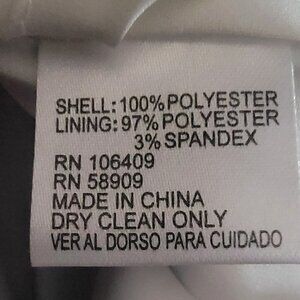 SHELL: 100% POLYESTER
LINING: 97% POLYESTER
3% SPANDEX
RN 106409
RN 58909
MADE IN CHINA
DRY CLEAN ONLY
VER AL DORSO PARA CUIDADO